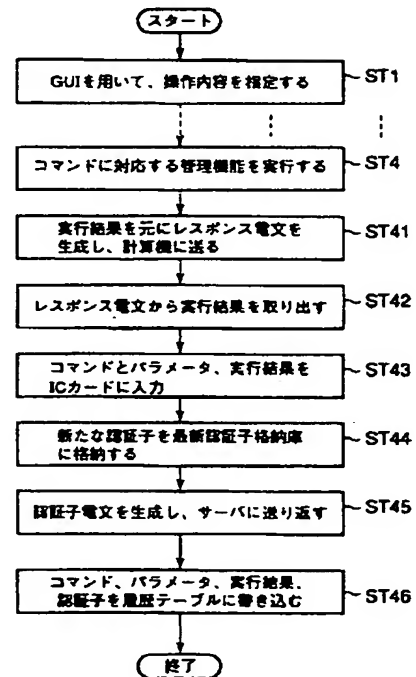 スタート
GUIを用いて、操作内容を指定する
ST1
コマンドに対応する管理機能を実行する
ST4
実行結果を元にレスポンス電文を
生成し、計算機に送る
ST41
レスポンス電文から実行結果を取り出す
ST42
コマンドとパラメータ、実行結果を
ICカードに入力
ST43
新たな認証子を最新認証子格納庫
に格納する
ST44
認証子電文を生成し、サーバに送り返す
ST45
コマンド、パラメータ、実行結果、
認証子を履歴テーブルに書き込む
ST46
終了